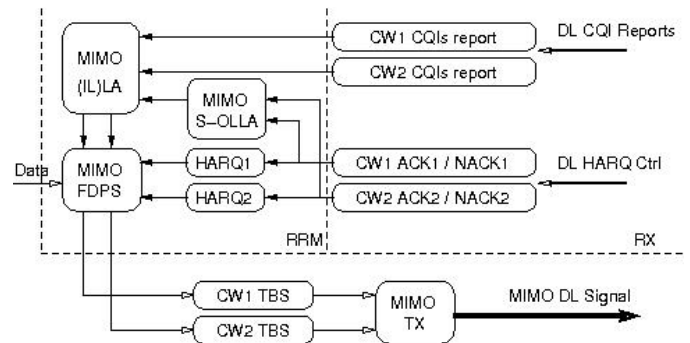 MIMO
(IL)LA
CW1 CQIs report
DL CQI Reports
CW2 CQIs report
MIMO
S-OLLA
Data
MIMO
FDPS
HARQ1
CW1 ACK1 / NACK1
DL HARQ Ctrl
HARQ2
CW2 ACK2 / NACK2
RRM
RX
CW1 TBS
CW2 TBS
MIMO
TX
MIMO DL Signal